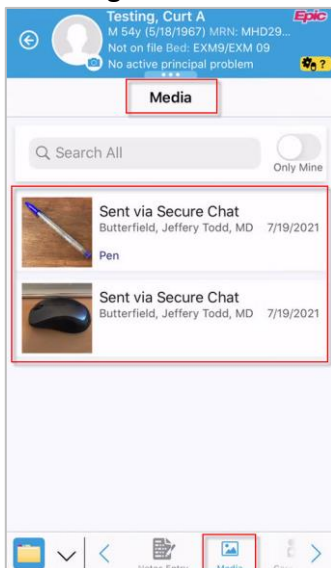 Testing, Curt A
Epic
M 54y (5/18/1967) MRN: MHD29...
Not on file Bed: EXM9/EXM 09
No active principal problem
?
Media
Search All
Only Mine
Sent via Secure Chat
Butterfield, Jeffery Todd, MD 7/19/2021
Pen
Sent via Secure Chat
Butterfield, Jeffery Todd, MD 7/19/2021
Notes Entry
Media